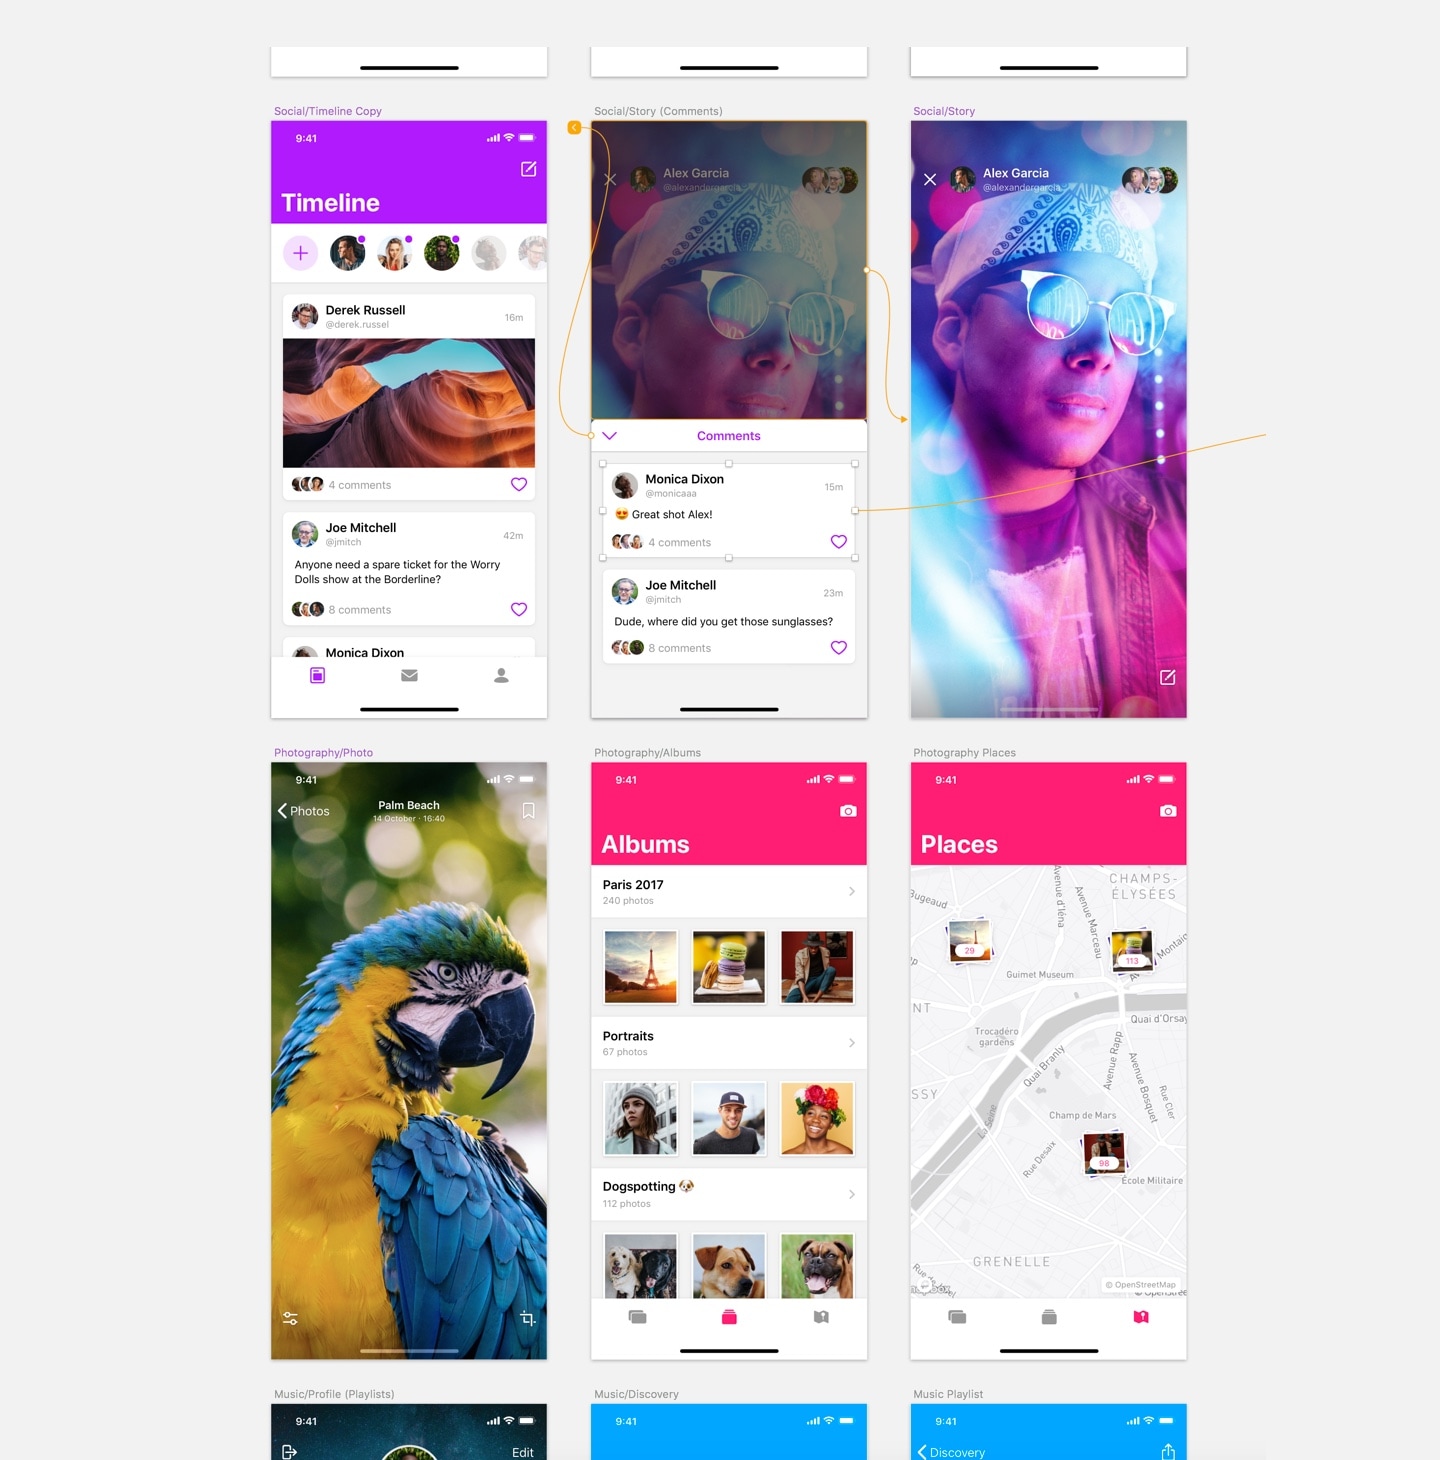 Social/Timeline Copy
9:41
Timeline
Derek Russell
@derek.russel
16m
4 comments
Joe Mitchell
@jmitch
42m
Anyone need a spare ticket for the Worry
Dolls show at the Borderline?
8 comments
Monica Dixon
Social/Story (Comments)
Alex Garcia
@alexandergarcia
Comments
Monica Dixon
@monicaaa
15m
😍 Great shot Alex!
4 comments
Joe Mitchell
@jmitch
23m
Dude, where did you get those sunglasses?
8 comments
Social/Story
Alex Garcia
@alexandergarcia
Photography/Photo
9:41
Photos
Palm Beach
14 October · 16:40
Photography/Albums
9:41
Albums
Paris 2017
240 photos
Portraits
67 photos
Dogspotting 🐶
112 photos
Photography Places
9:41
Places
CHAMPS-
ÉLYSÉES
Bugeaud
Avenue d'Iéna
Avenue Marceau
Montaig
29
113
Guimet Museum
NT
Quai d'Orsay
Trocadéro
gardens
Quai Branly
Avenue Rapp
Avenue Bosquet
Rue Cler
SSY
La Seine
Champ de Mars
Rue Desaix
98
École Militaire
GRENELLE
© OpenStreetMap
Music/Profile (Playlists)
9:41
Edit
Music/Discovery
9:41
Music Playlist
9:41
Discovery